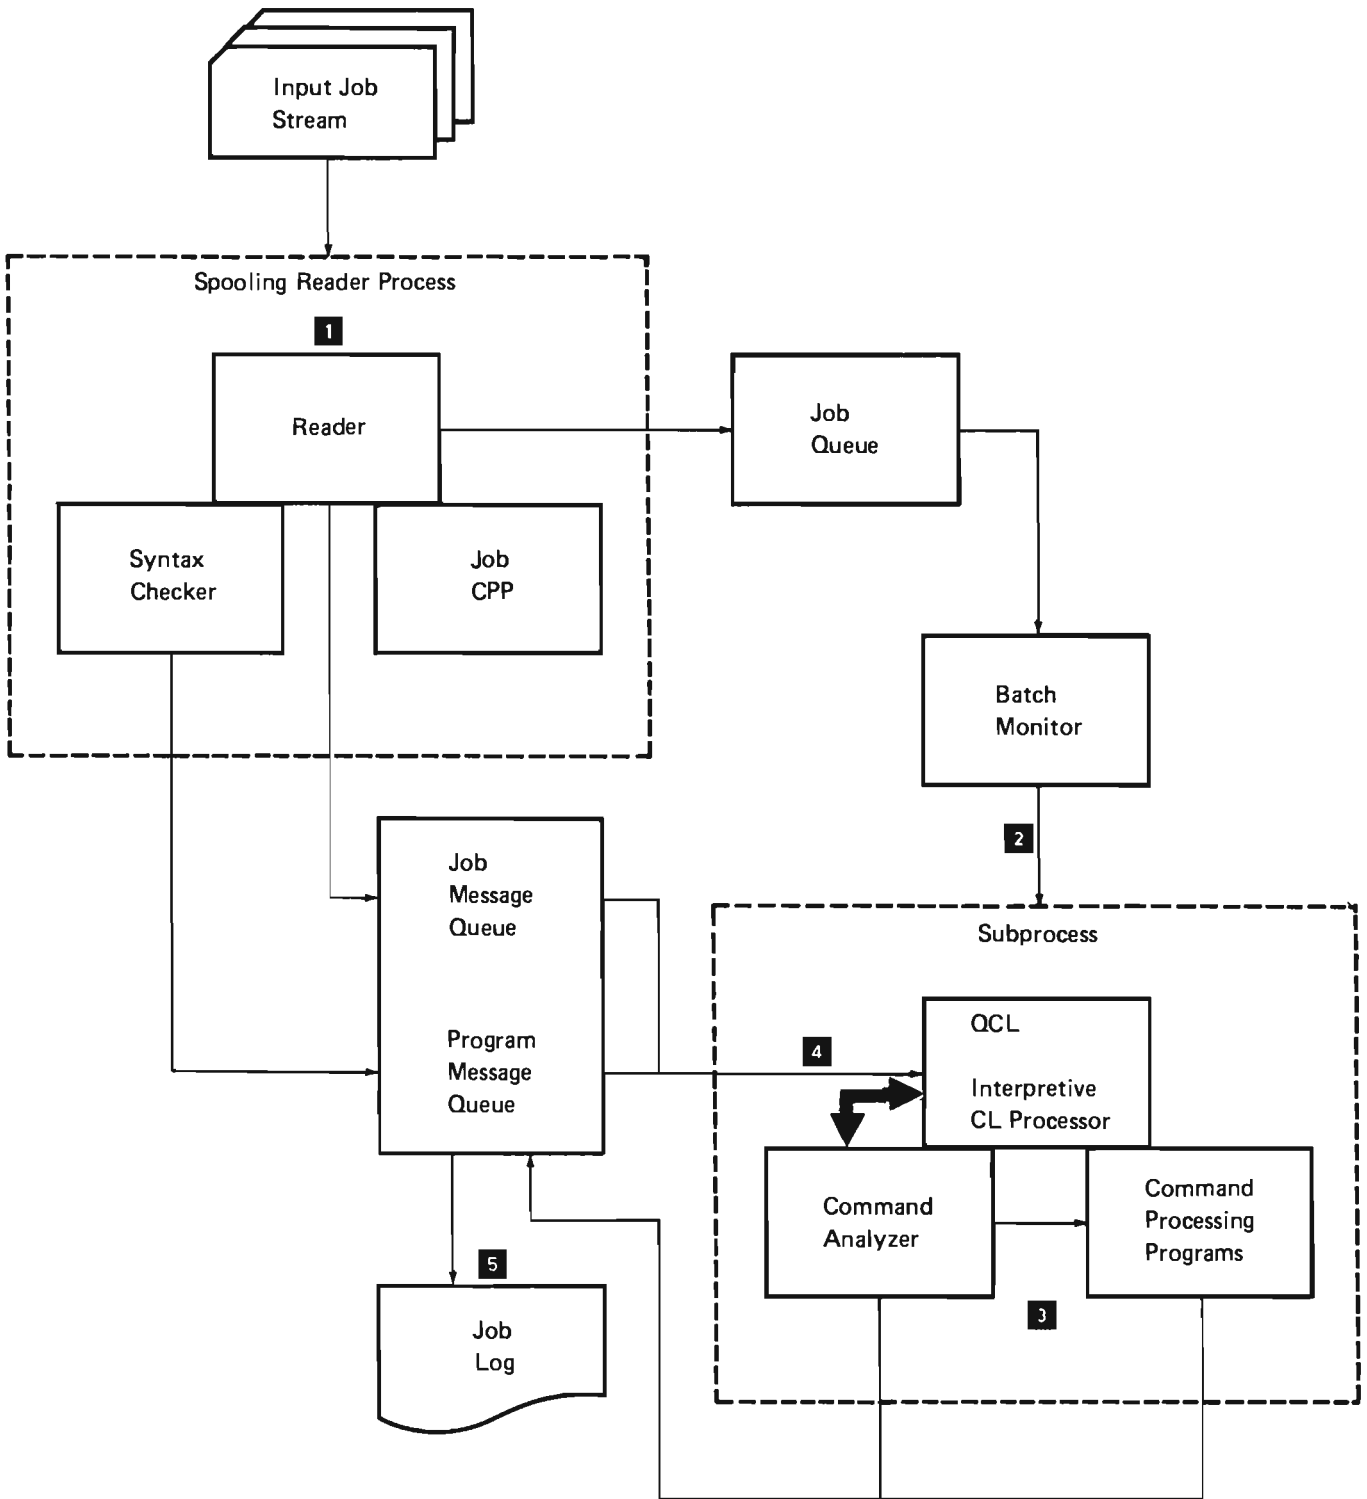 Input Job
Stream
Spooling Reader Process
1
Reader
Job
Queue
Syntax
Checker
Job
CPP
Batch
Monitor
2
Job
Message
Queue
Program
Message
Queue
Subprocess
4
QCL
Interpretive
CL Processor
Command
Analyzer
Command
Processing
Programs
3
5
Job
Log